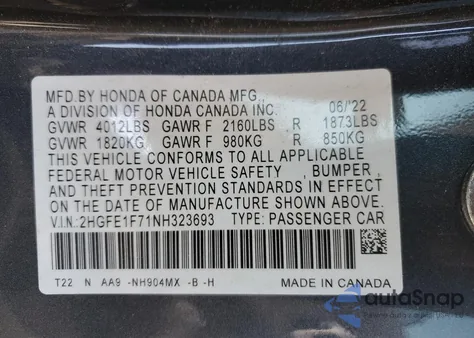 MFD.BY HONDA OF CANADA MFG.,
A DIVISION OF HONDA CANADA INC. 06/'22
GVWR 4012LBS GAWR F 2160LBS R 1873LBS
GVWR 1820KG GAWR F 980KG R 850KG
THIS VEHICLE CONFORMS TO ALL APPLICABLE
FEDERAL MOTOR VEHICLE SAFETY , BUMPER ,
AND THEFT PREVENTION STANDARDS IN EFFECT
ON THE DATE OF MANUFACTURE SHOWN ABOVE.
V.I.N:2HGFE1F71NH323693 TYPE: PASSENGER CAR
T22 N AA9 -NH904MX -B -H MADE IN CANADA
autoSnap